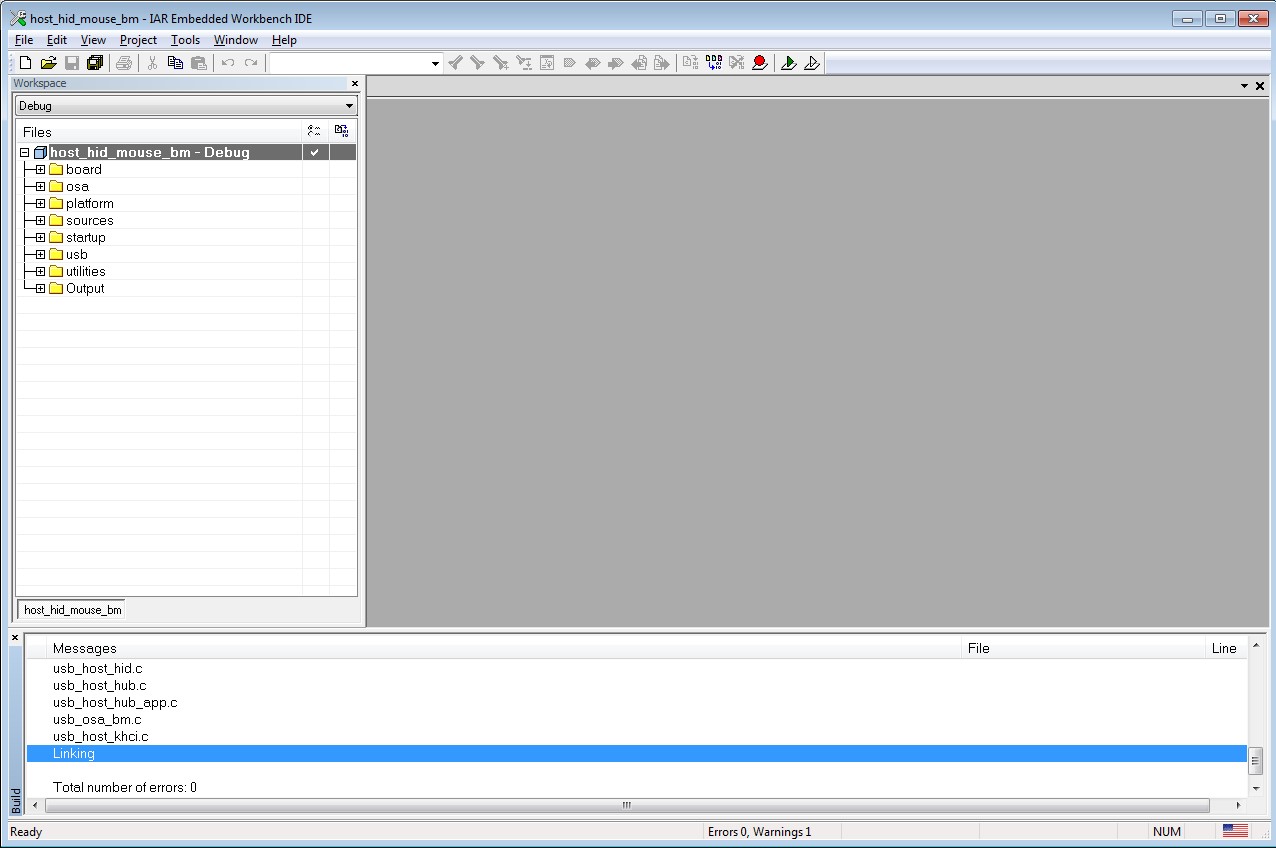 host_hid_mouse_bm - IAR Embedded Workbench IDE
File Edit View Project Tools Window Help
Workspace
Debug
Files
host_hid_mouse_bm - Debug
board
osa
platform
sources
startup
usb
utilities
Output
host_hid_mouse_bm
Messages File Line
usb_host_hid.c
usb_host_hub.c
usb_host_hub_app.c
usb_osa_bm.c
usb_host_khci.c
Linking
Total number of errors: 0
Build
Ready Errors 0, Warnings 1 NUM